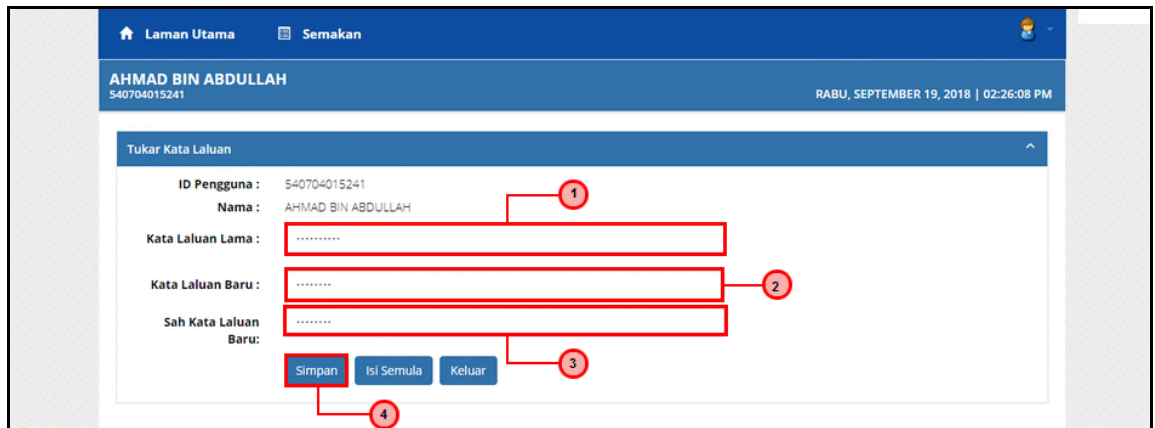 Laman Utama Semakan
AHMAD BIN ABDULLAH
540704015241
RABU, SEPTEMBER 19, 2018 | 02:26:08 PM
Tukar Kata Laluan
ID Pengguna : 540704015241
1
Nama : AHMAD BIN ABDULLAH
Kata Laluan Lama : ··········
Kata Laluan Baru : ········
2
Sah Kata Laluan ········
Baru:
Simpan Isi Semula Keluar
3
4